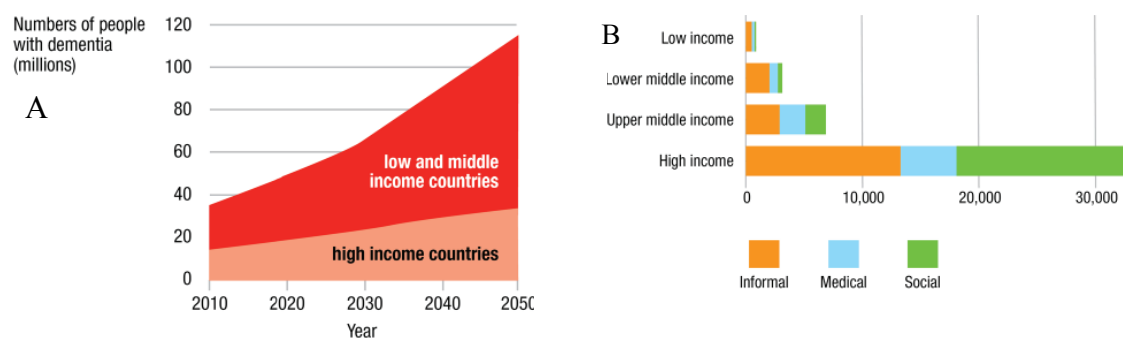 Numbers of people
with dementia
(millions)
A
120
100
80
60
40
20
0
low and middle
income countries
high income countries
2010
2020
2030
2040
2050
Year
B
Low income
Lower middle income
Upper middle income
High income
0
10,000
20,000
30,000
Informal
Medical
Social